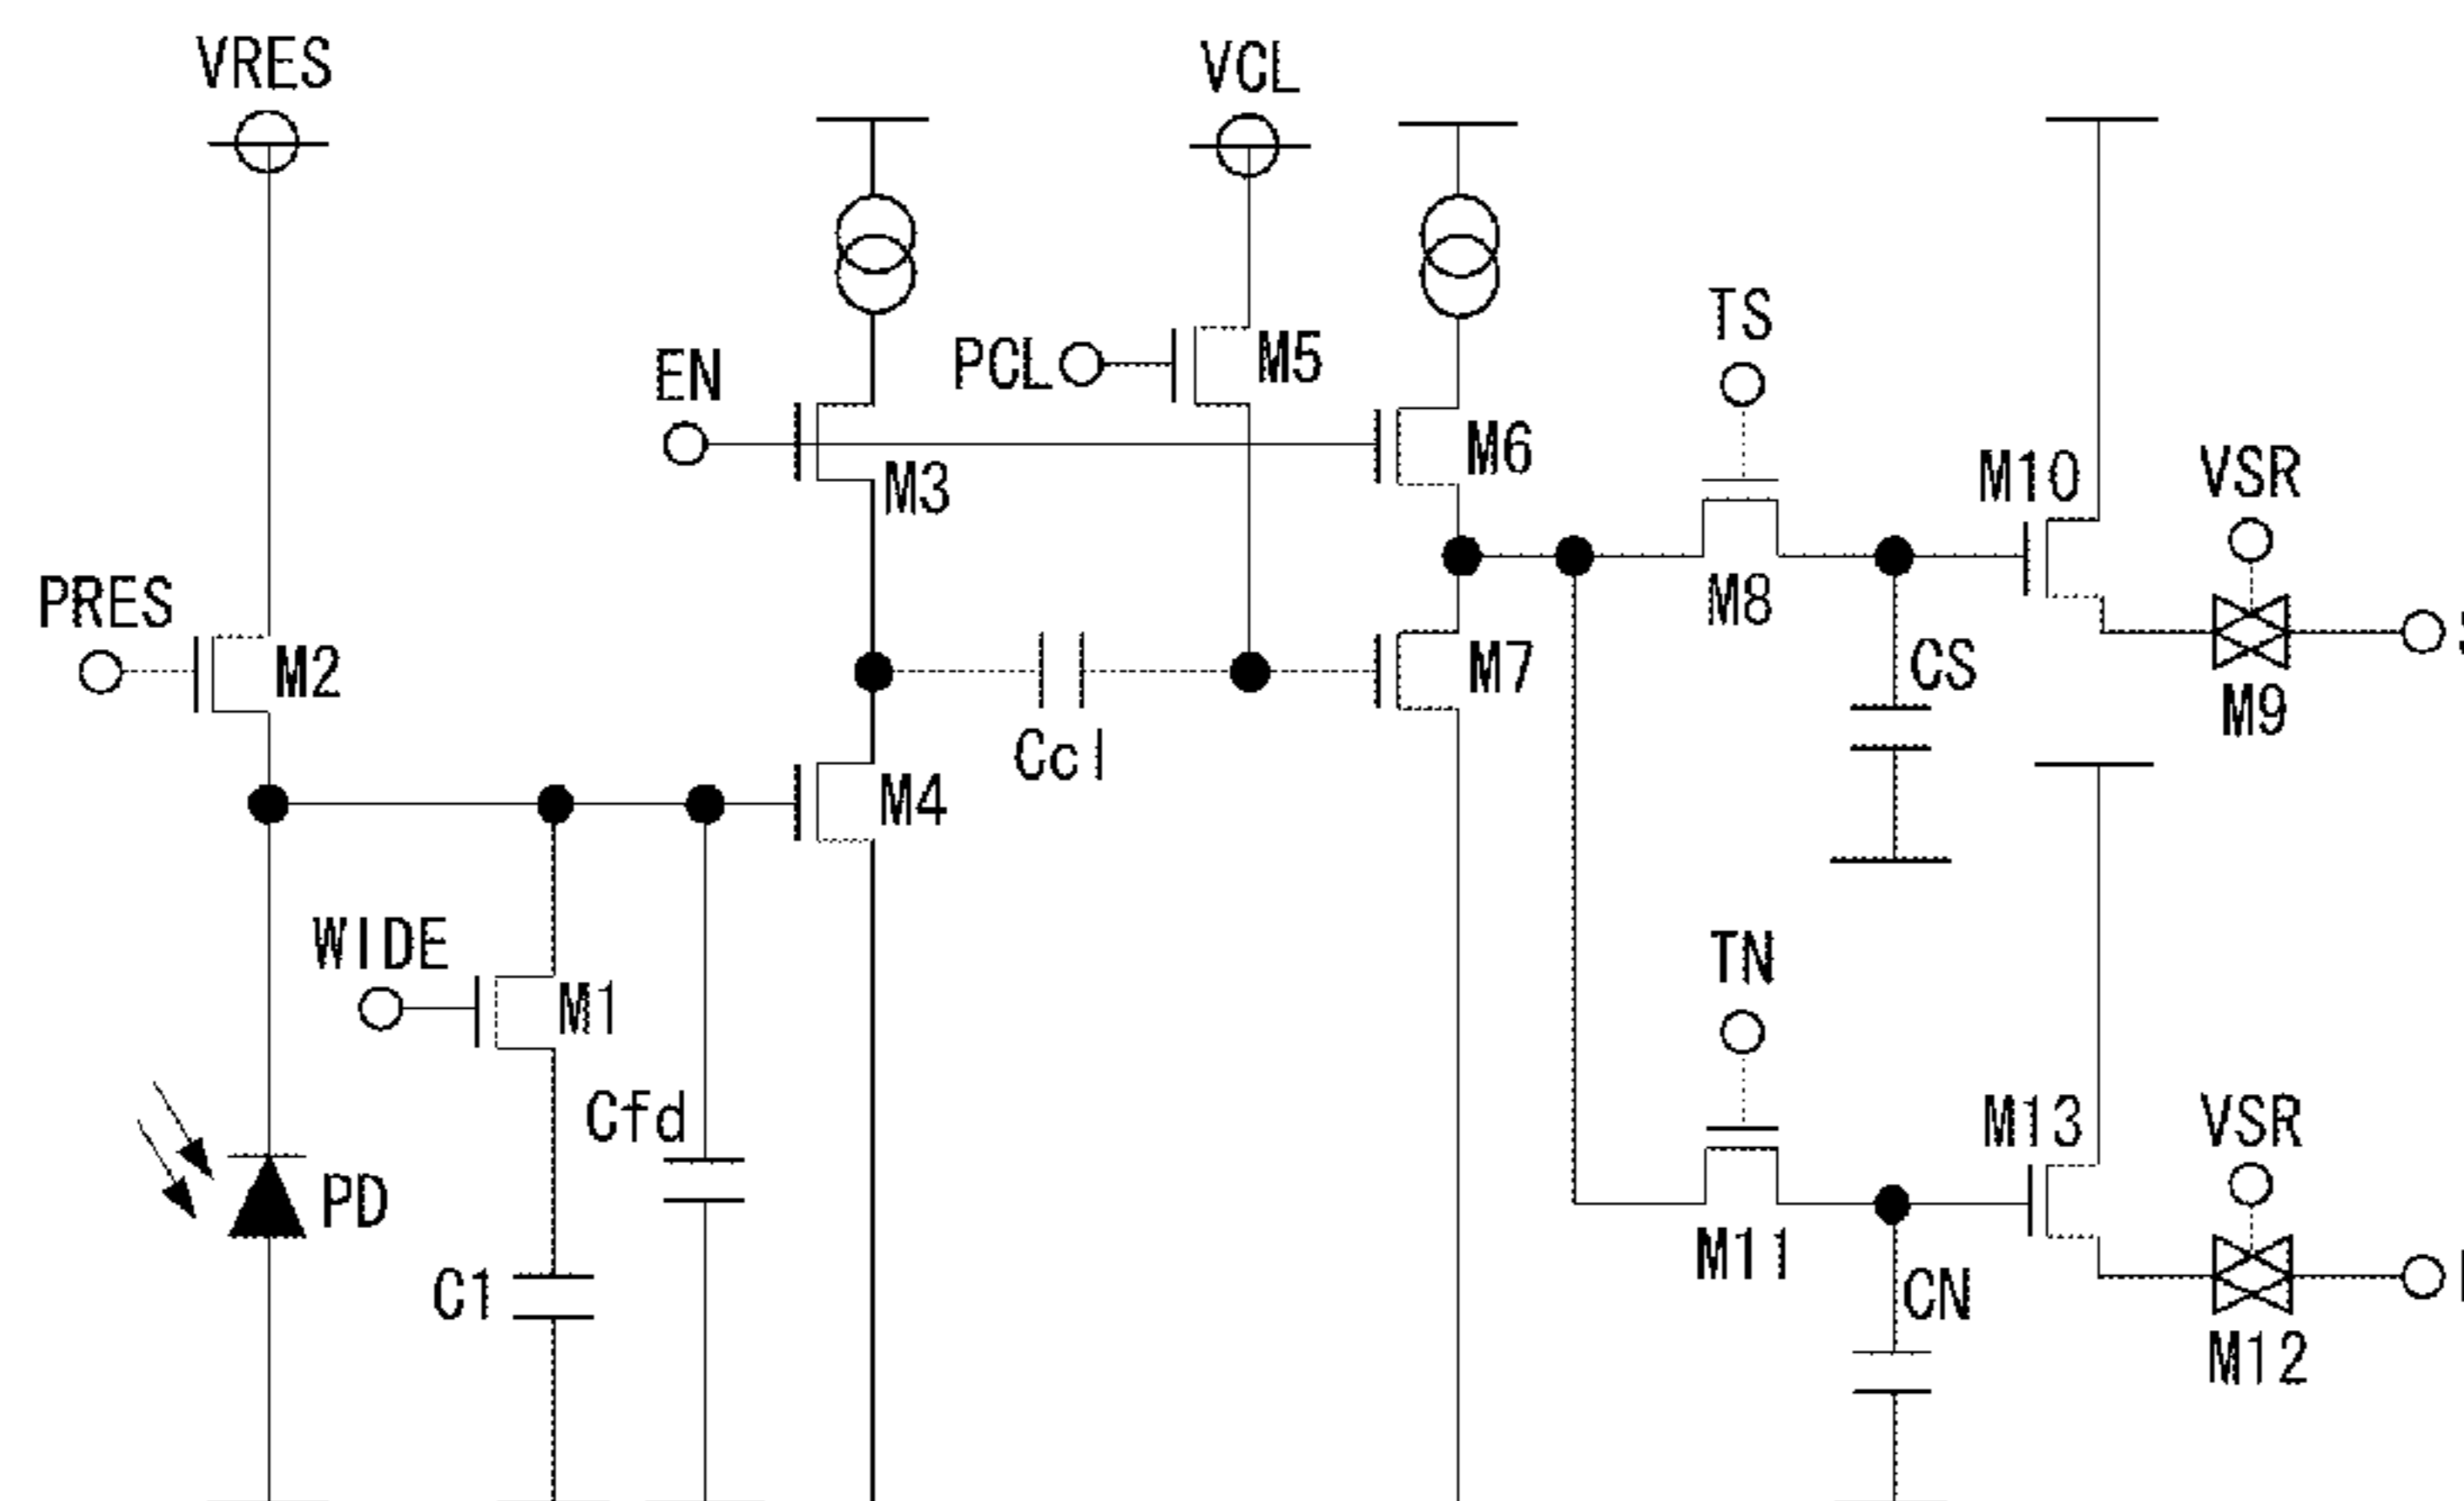 VRES
VCL
TS
EN
PCL
M5
M3
M6
M10
VSR
PRES
M2
M8
M7
CS
M9
Ccl
M4
WIDE
M1
TN
Cfd
M13
VSR
PD
M11
C1
CN
M12